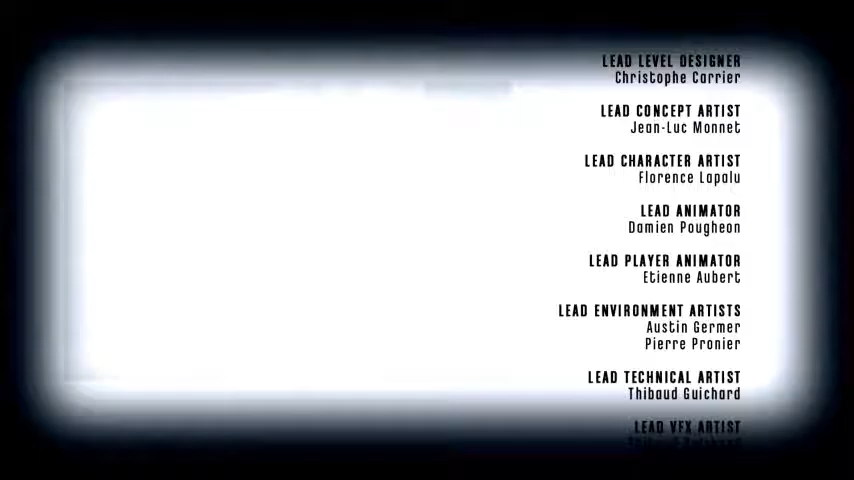 LEAD LEVEL DESIGNER
Christophe Carrier
LEAD CONCEPT ARTIST
Jean-Luc Monnet
LEAD CHARACTER ARTIST
Florence Lapalu
LEAD ANIMATOR
Damien Pougheon
LEAD PLAYER ANIMATOR
Etienne Aubert
LEAD ENVIRONMENT ARTISTS
Austin Germer
Pierre Pronier
LEAD TECHNICAL ARTIST
Thibaud Guichard
LEAD VFX ARTIST